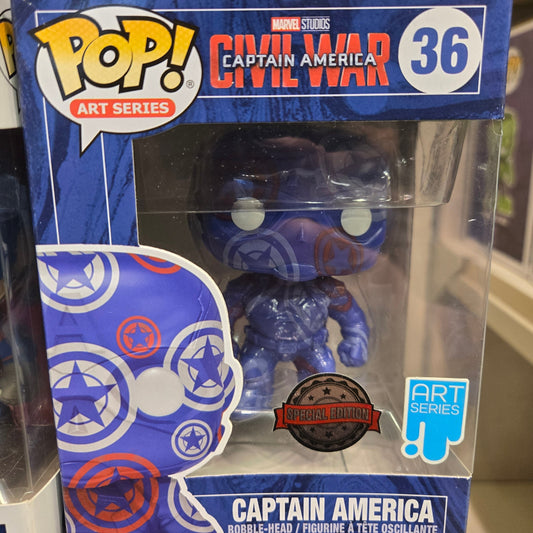 POP!
ART SERIES
MARVEL STUDIOS
CAPTAIN AMERICA
CIVIL WAR
36
SPECIAL EDITION
ART
SERIES
CAPTAIN AMERICA
BOBBLE-HEAD / FIGURINE À TÊTE OSCILLANTE